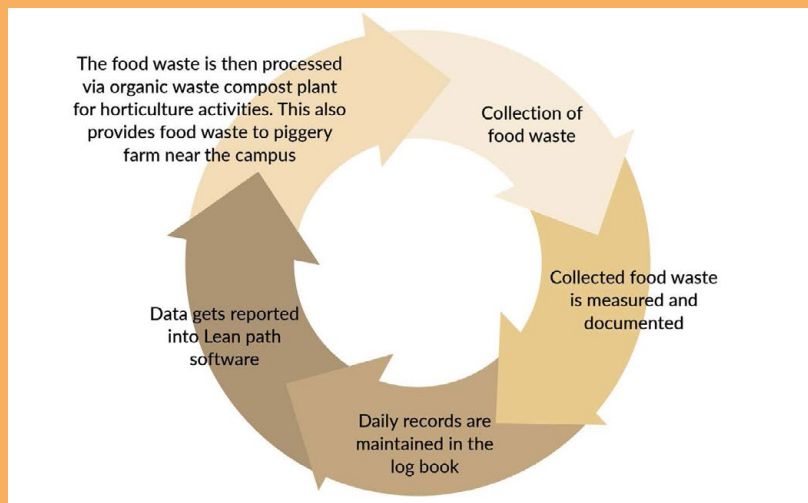 Collection of
food waste
Collected food waste
is measured and
documented
Daily records are
maintained in the
log book
Data gets reported
into Lean path
software
The food waste is then processed
via organic waste compost plant
for horticulture activities. This also
provides food waste to piggery
farm near the campus